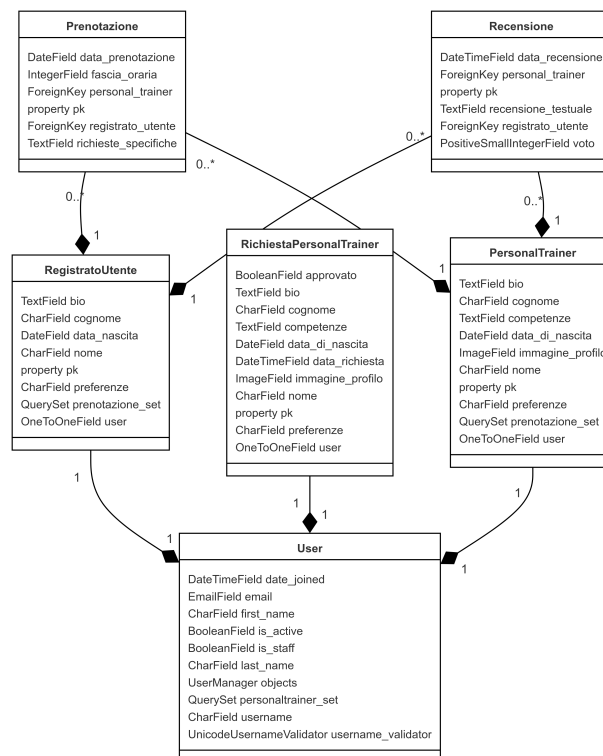 Prenotazione
DateField data_prenotazione
IntegerField fascia_oraria
ForeignKey personal_trainer
property pk
ForeignKey registrato_utente
TextField richieste_specifiche
Recensione
DateTimeField data_recensione
ForeignKey personal_trainer
property pk
TextField recensione_testuale
ForeignKey registrato_utente
PositiveSmallIntegerField voto
0..*
0..*
0..*
0..*
1
1
1
1
RegistratoUtente
TextField bio
CharField cognome
DateField data_nascita
CharField nome
property pk
CharField preferenze
QuerySet prenotazione_set
OneToOneField user
RichiestaPersonalTrainer
BooleanField approvato
TextField bio
CharField cognome
TextField competenze
DateField data_di_nascita
DateTimeField data_richiesta
ImageField immagine_profilo
CharField nome
property pk
CharField preferenze
OneToOneField user
PersonalTrainer
TextField bio
CharField cognome
TextField competenze
DateField data_di_nascita
ImageField immagine_profilo
CharField nome
property pk
CharField preferenze
QuerySet prenotazione_set
OneToOneField user
1
1
1
1
1
1
User
DateTimeField date_joined
EmailField email
CharField first_name
BooleanField is_active
BooleanField is_staff
CharField last_name
UserManager objects
QuerySet personaltrainer_set
CharField username
UnicodeUsernameValidator username_validator